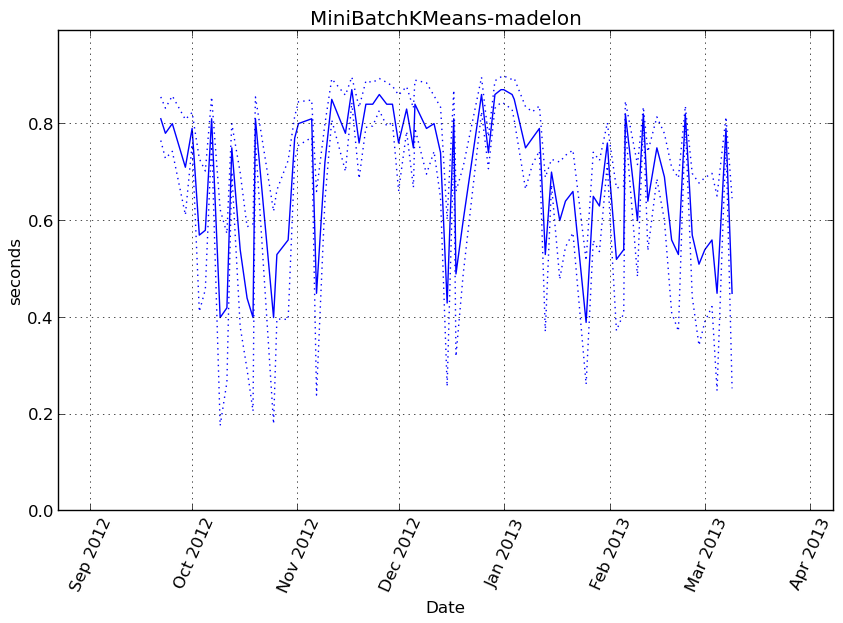 MiniBatchKMeans-madelon
seconds
0.8
0.6
0.4
0.2
0.0
Sep 2012
Oct 2012
Nov 2012
Dec 2012
Jan 2013
Feb 2013
Mar 2013
Apr 2013
Date